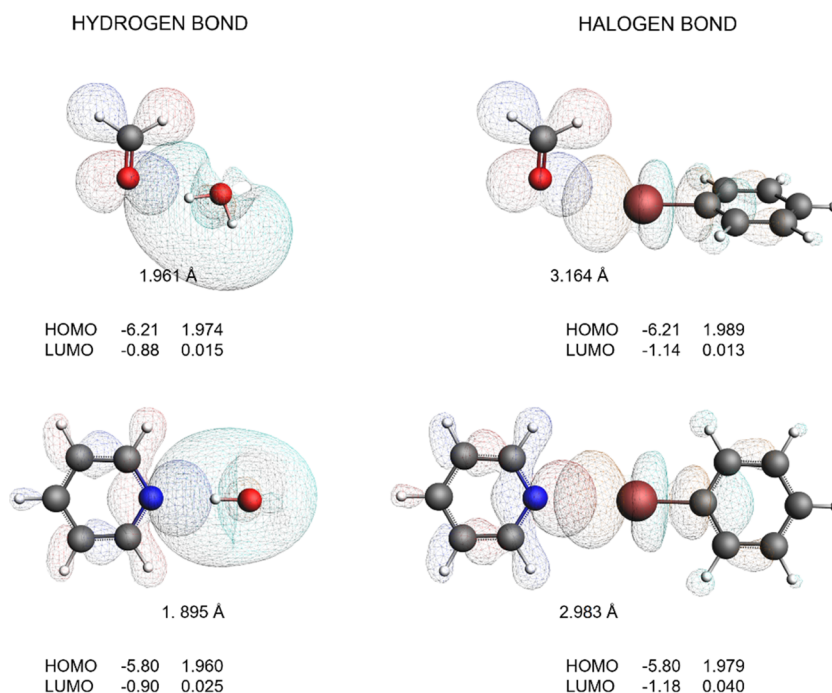 HYDROGEN BOND
HALOGEN BOND
1.961 Å
3.164 Å
HOMO -6.21 1.974
LUMO -0.88 0.015
HOMO -6.21 1.989
LUMO -1.14 0.013
1. 895 Å
2.983 Å
HOMO -5.80 1.960
LUMO -0.90 0.025
HOMO -5.80 1.979
LUMO -1.18 0.040